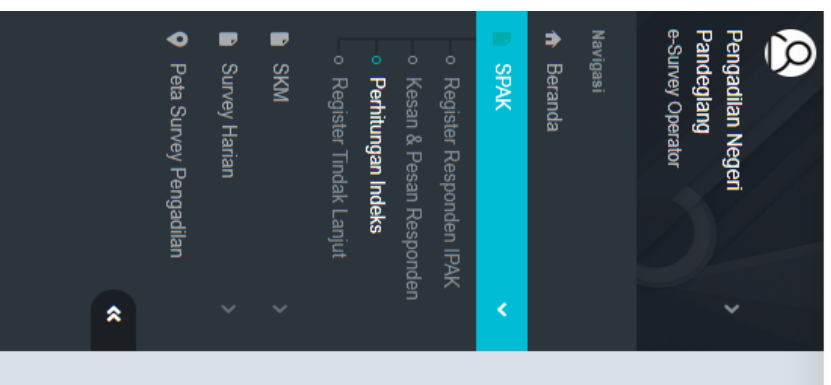 Pengadilan Negeri
Pandeglang
e-Survey Operator
Navigasi
Beranda
SPAK
Register Responden IPAK
Kesan & Pesan Responden
Perhitungan Indeks
Register Tindak Lanjut
SKM
Survey Harian
Peta Survey Pengadilan